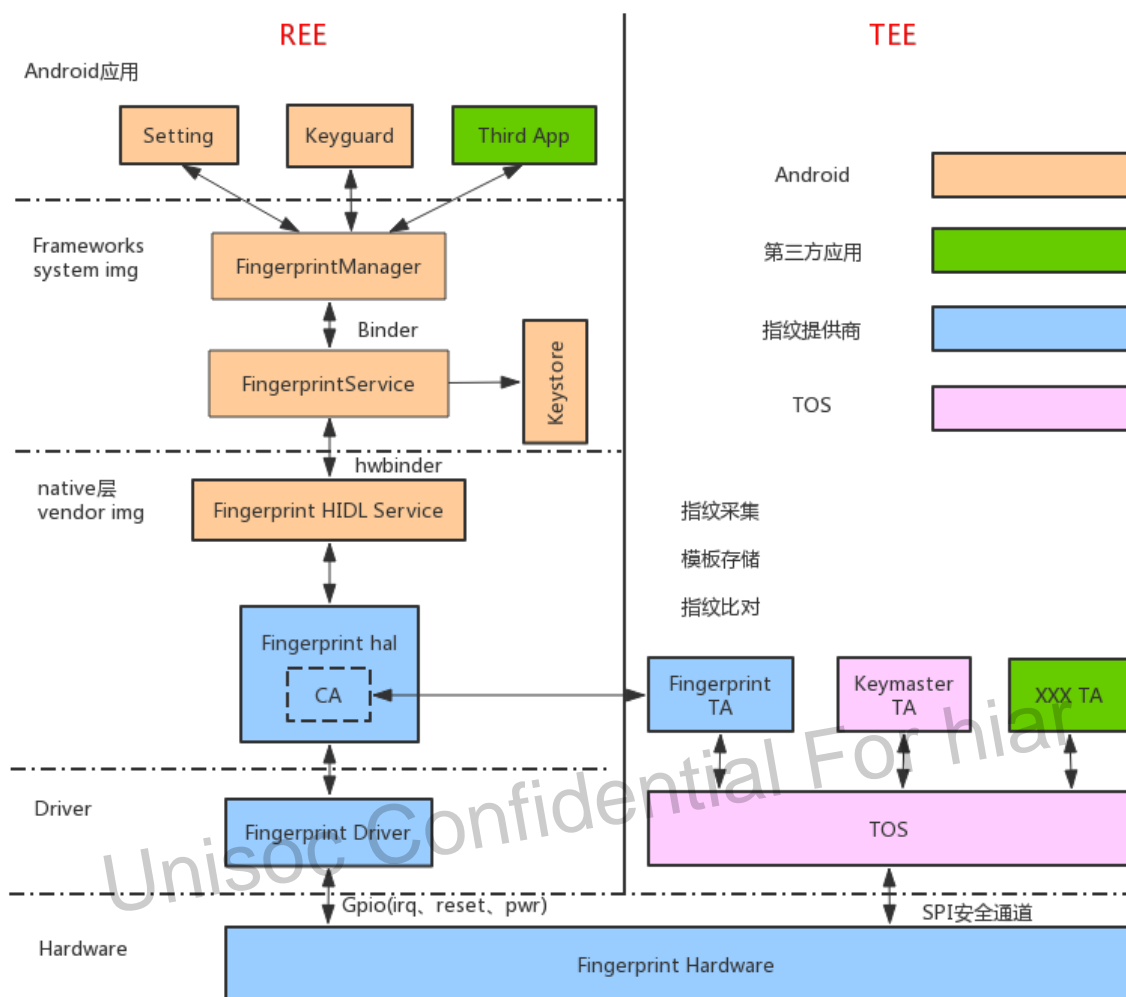 REE
TEE
Android应用
Setting
Keyguard
Third App
Android
Frameworks
system img
FingerprintManager
第三方应用
Binder
指纹提供商
FingerprintService
Keystore
TOS
hwbinder
native层
vendor img
Fingerprint HIDL Service
指纹采集
模板存储
指纹比对
Fingerprint hal
CA
Fingerprint
TA
Keymaster
TA
XXX TA
Driver
Fingerprint Driver
TOS
Unisoc Confidential For hiar
Gpio(irq、reset、pwr)
SPI安全通道
Hardware
Fingerprint Hardware